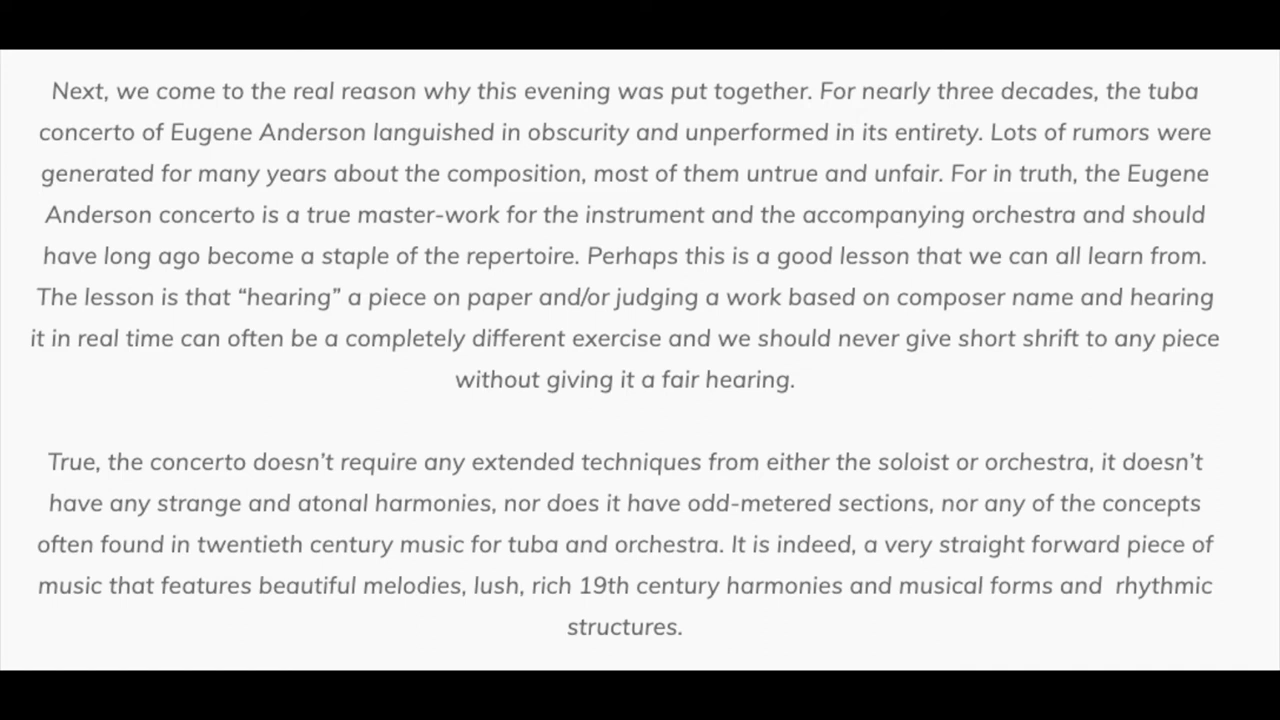 Next, we come to the real reason why this evening was put together. For nearly three decades, the tuba
concerto of Eugene Anderson languished in obscurity and unperformed in its entirety. Lots of rumors were
generated for many years about the composition, most of them untrue and unfair. For in truth, the Eugene
Anderson concerto is a true master-work for the instrument and the accompanying orchestra and should
have long ago become a staple of the repertoire. Perhaps this is a good lesson that we can all learn from.
The lesson is that “hearing” a piece on paper and/or judging a work based on composer name and hearing
it in real time can often be a completely different exercise and we should never give short shrift to any piece
without giving it a fair hearing.
True, the concerto doesn’t require any extended techniques from either the soloist or orchestra, it doesn’t
have any strange and atonal harmonies, nor does it have odd-metered sections, nor any of the concepts
often found in twentieth century music for tuba and orchestra. It is indeed, a very straight forward piece of
music that features beautiful melodies, lush, rich 19th century harmonies and musical forms and  rhythmic
structures.